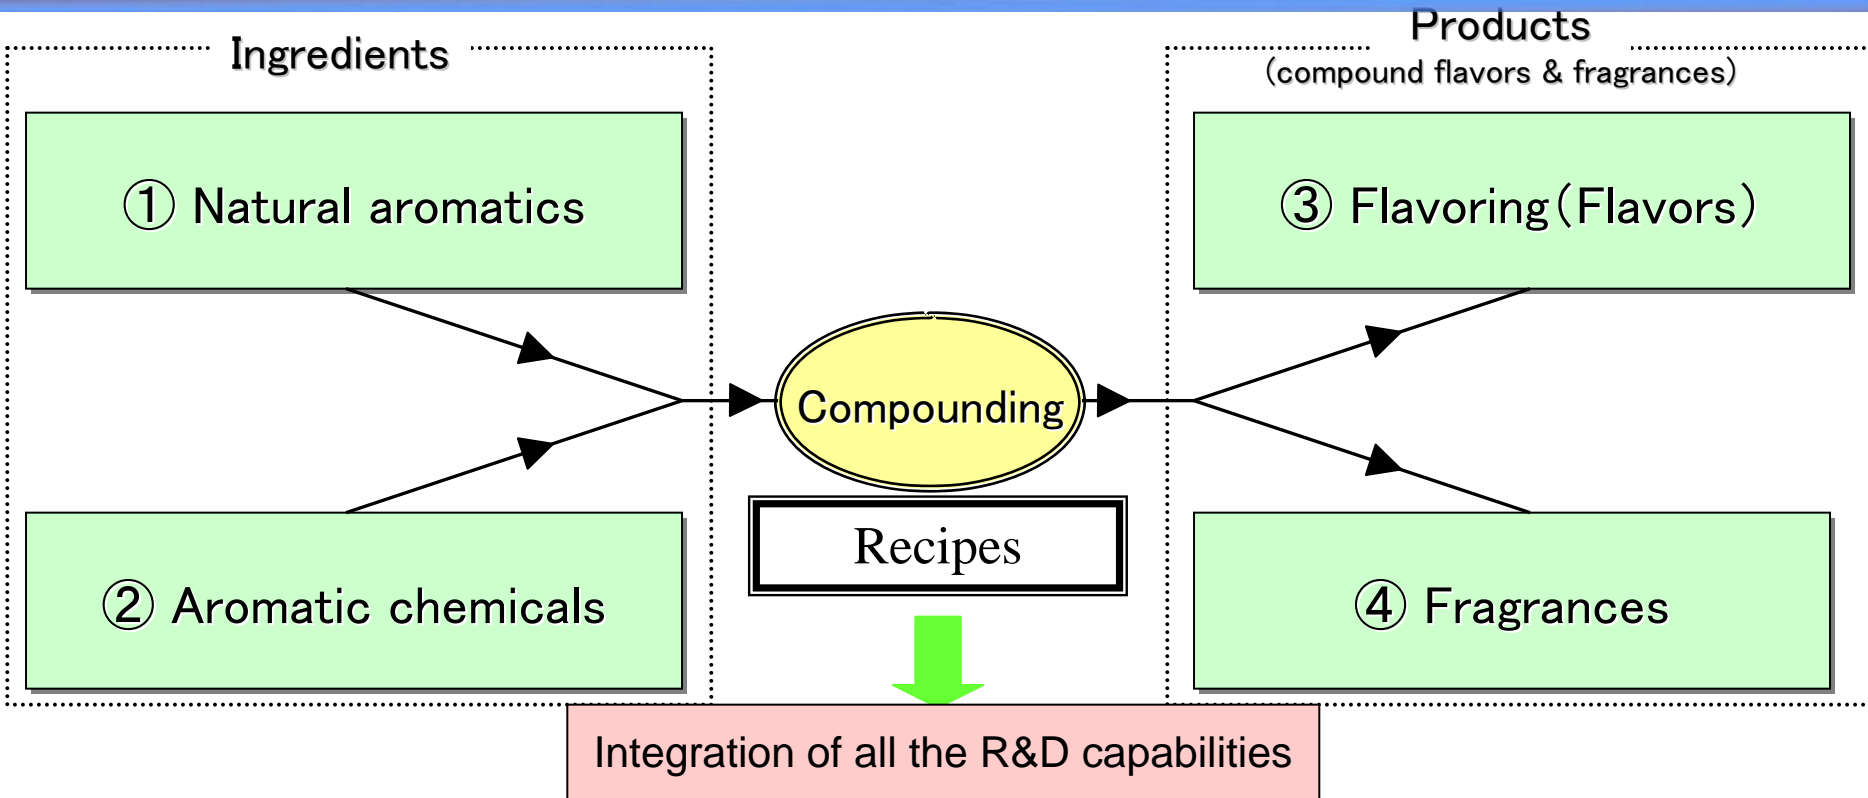 Ingredients
① Natural aromatics
② Aromatic chemicals
Compounding
Recipes
Integration of all the R&D capabilities
Products
(compound flavors & fragrances)
③ Flavoring(Flavors)
④ Fragrances